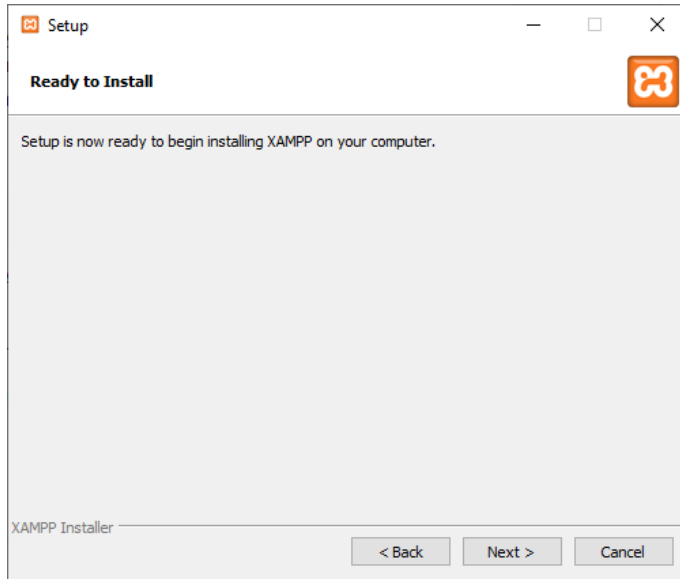 Setup
Ready to Install
Setup is now ready to begin installing XAMPP on your computer.
XAMPP Installer
< Back Next > Cancel